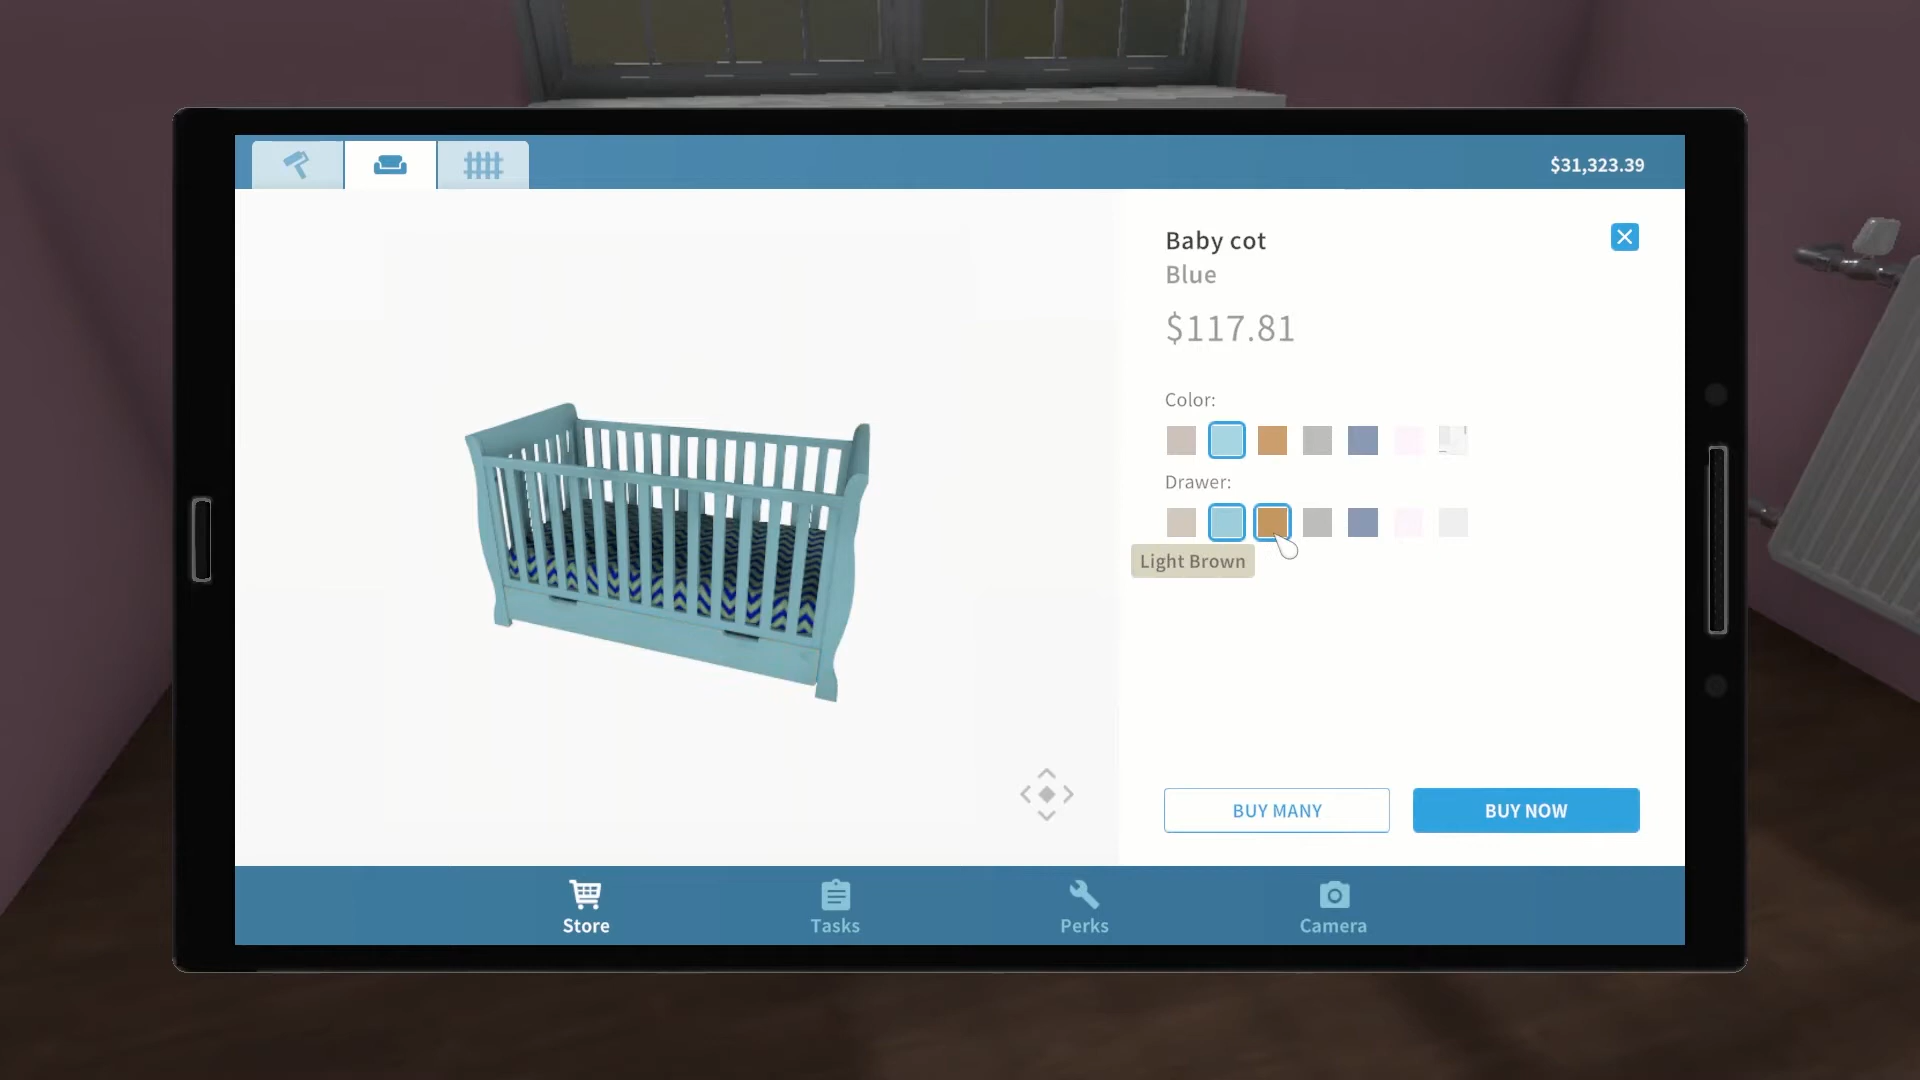 $31,323.39
Baby cot
Blue
$117.81
Color:
Drawer:
Light Brown
BUY MANY
BUY NOW
Store
Tasks
Perks
Camera